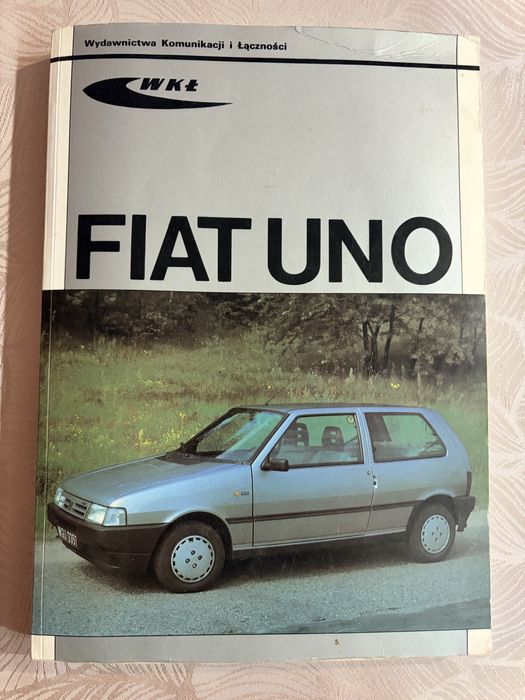 Wydawnictwa Komunikacji i Łączności
WKŁ
FIAT UNO